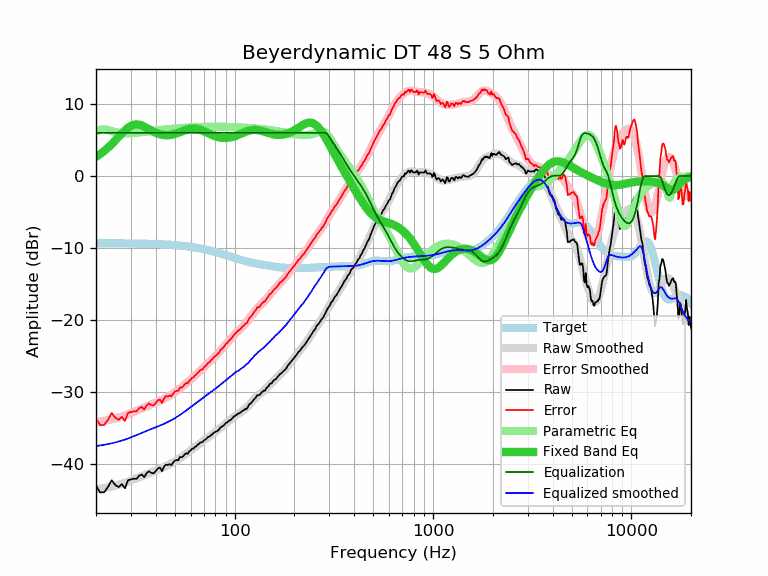 Beyerdynamic DT 48 S 5 Ohm
Amplitude (dBr)
10
0
−10
−20
−30
−40
100
1000
10000
Frequency (Hz)
Target
Raw Smoothed
Error Smoothed
Raw
Error
Parametric Eq
Fixed Band Eq
Equalization
Equalized smoothed